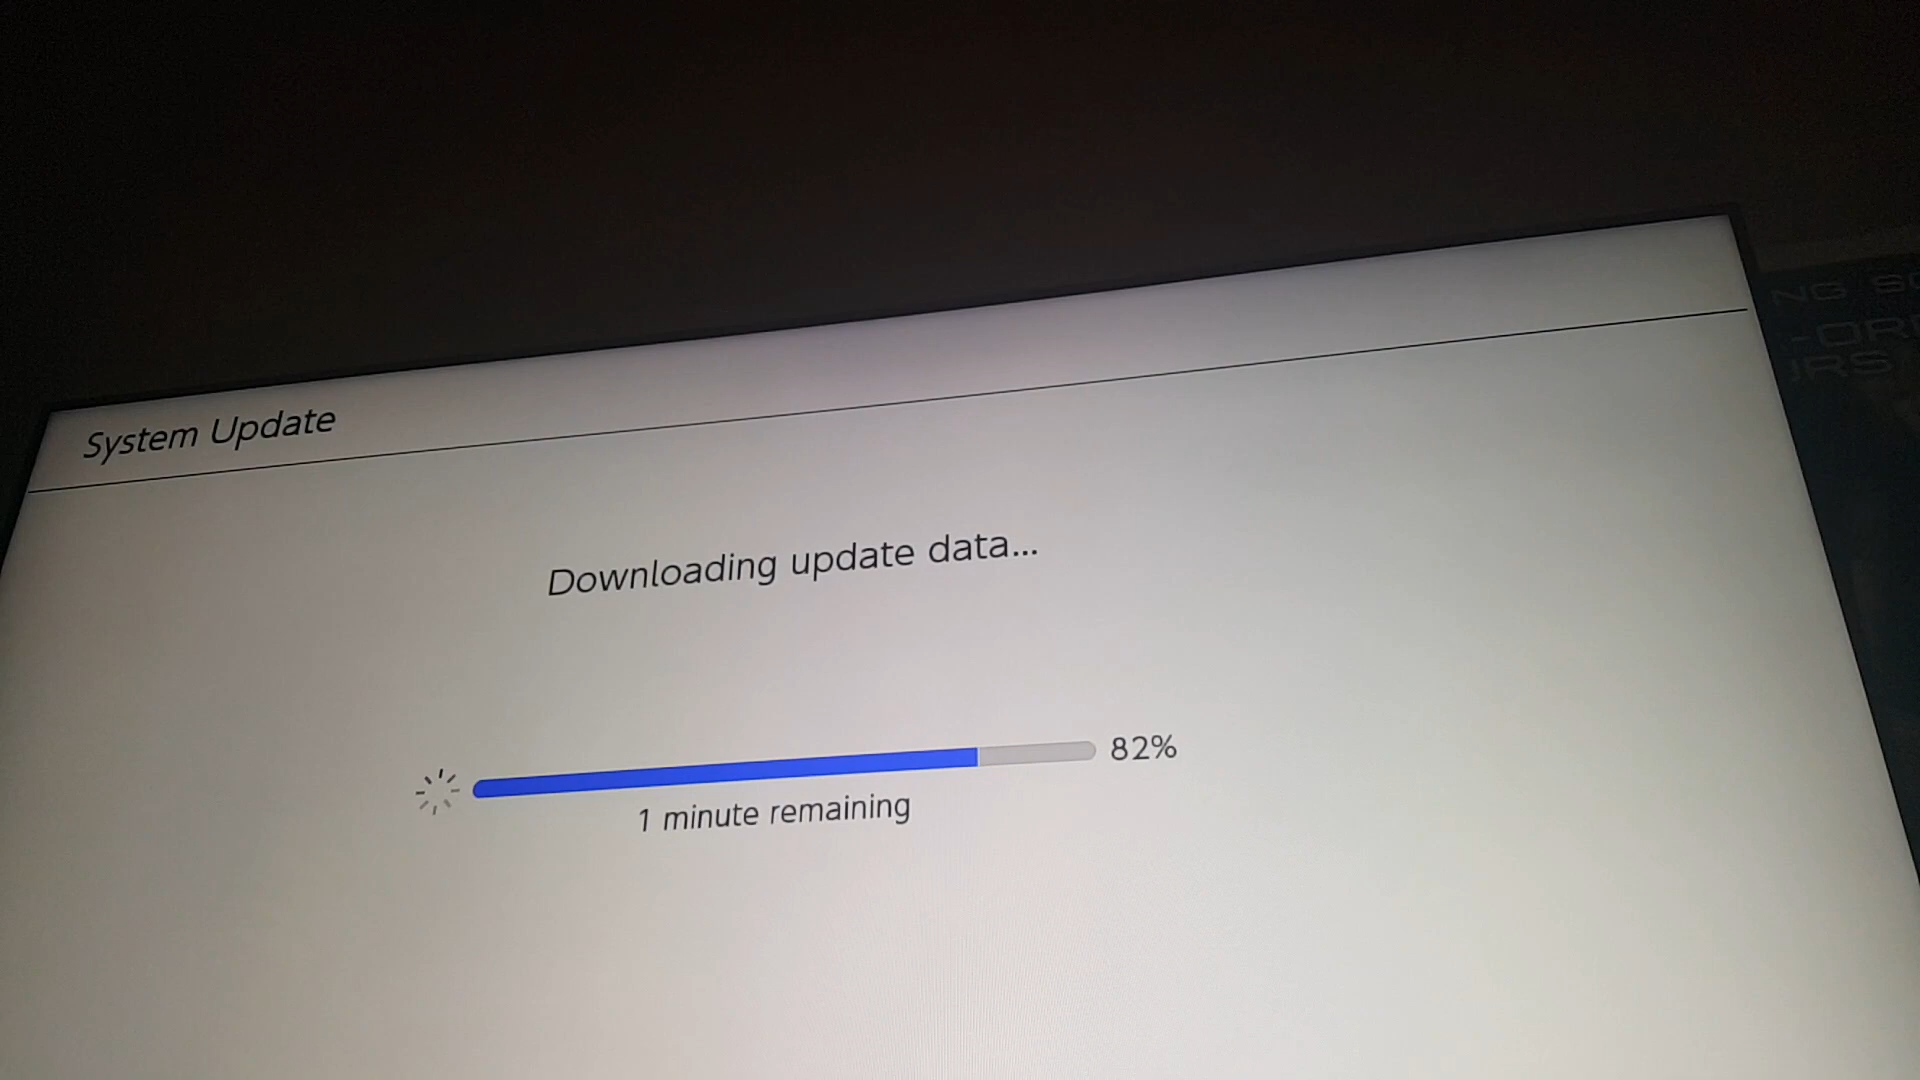 System Update
Downloading update data...
82%
1 minute remaining